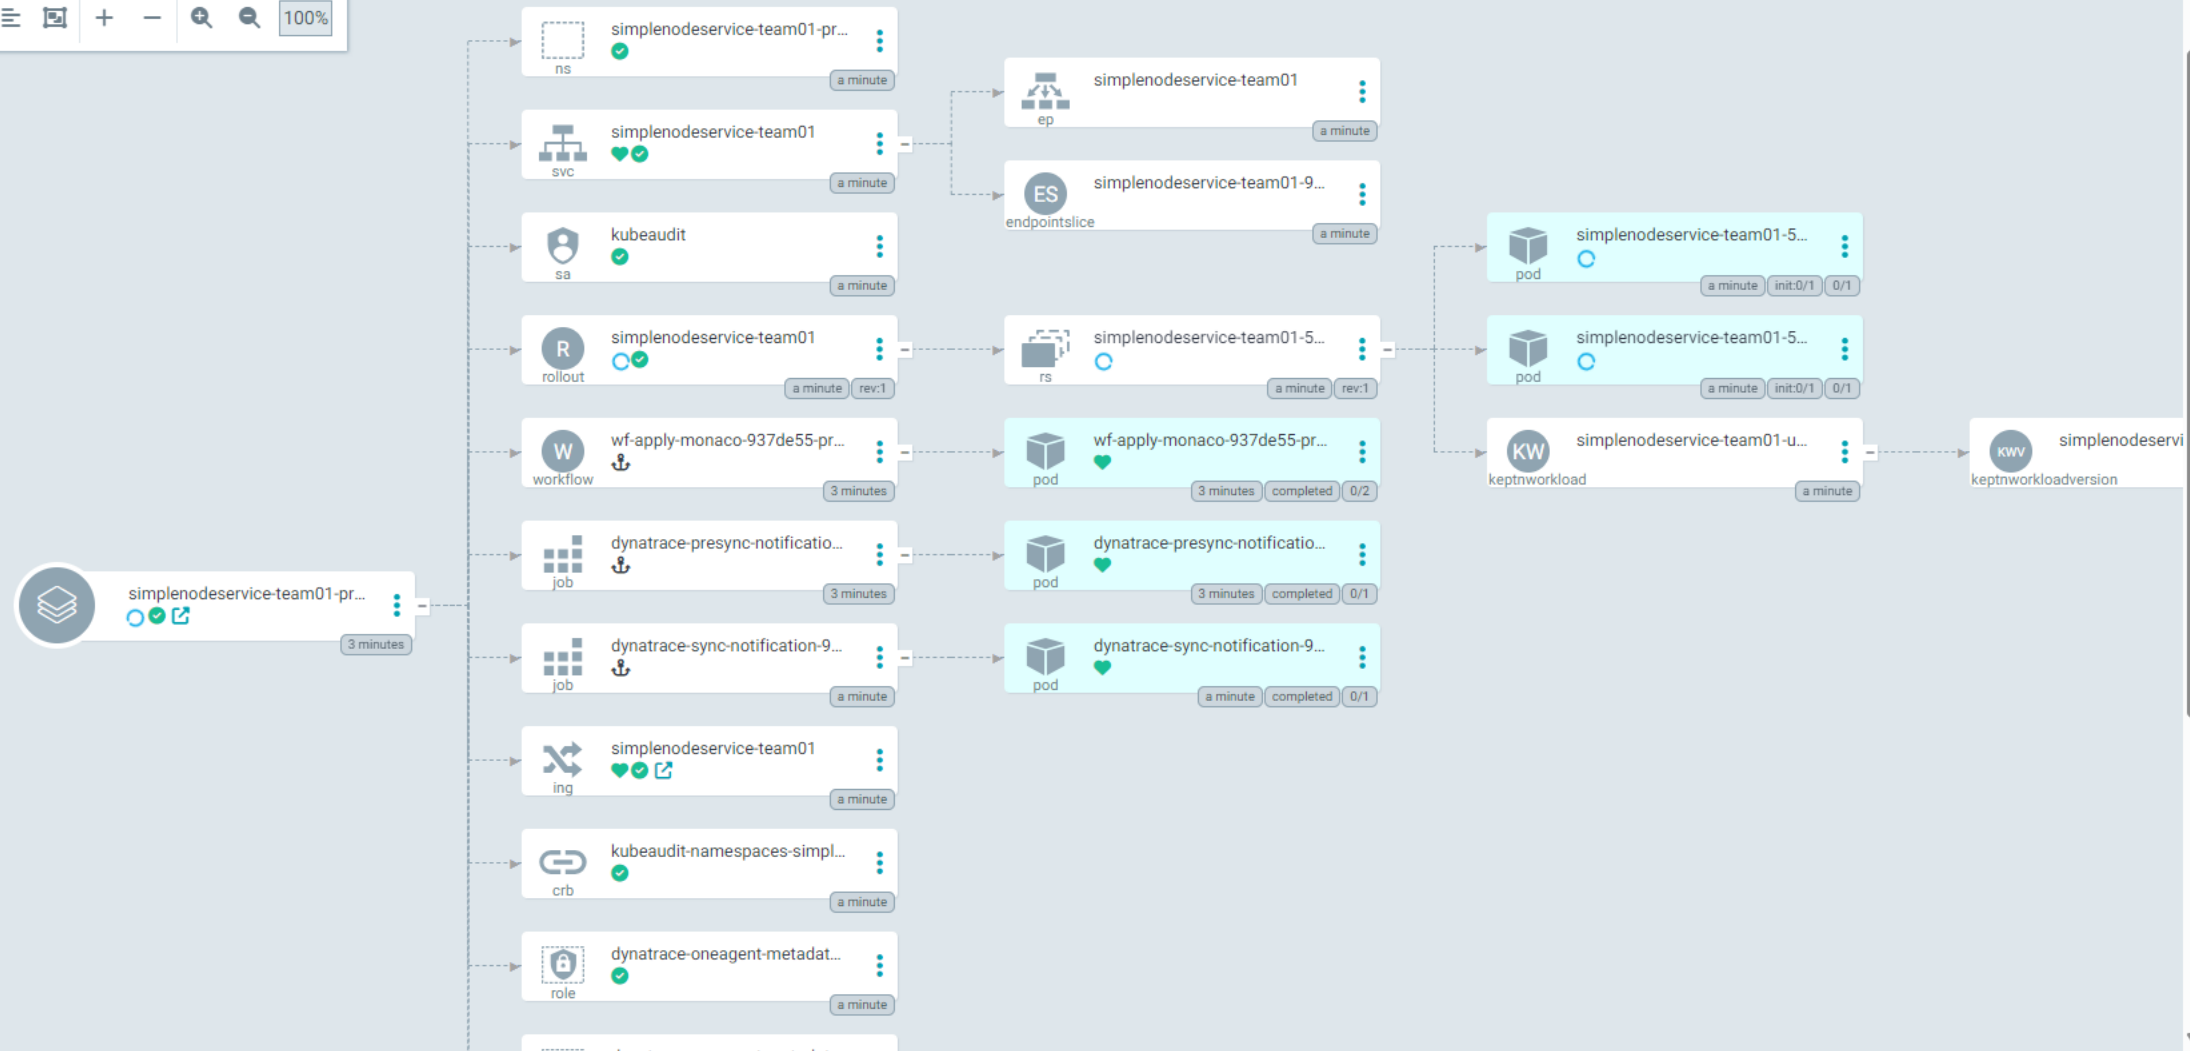 100%
simplenodeservice-team01-pr...
3 minutes
simplenodeservice-team01-pr...
ns
a minute
simplenodeservice-team01
svc
a minute
kubeaudit
sa
a minute
simplenodeservice-team01
R
rollout
a minute rev:1
wf-apply-monaco-937de55-pr...
W
workflow
3 minutes
dynatrace-presync-notificatio...
job
3 minutes
dynatrace-sync-notification-9...
job
a minute
simplenodeservice-team01
ing
a minute
kubeaudit-namespaces-simpl...
crb
a minute
dynatrace-oneagent-metadat...
role
a minute
simplenodeservice-team01
ep
a minute
simplenodeservice-team01-9...
ES
endpointslice
a minute
simplenodeservice-team01-5...
rs
a minute rev:1
wf-apply-monaco-937de55-pr...
pod
3 minutes completed 0/2
dynatrace-presync-notificatio...
pod
3 minutes completed 0/1
dynatrace-sync-notification-9...
pod
a minute completed 0/1
simplenodeservice-team01-5...
pod
a minute init:0/1 0/1
simplenodeservice-team01-5...
pod
a minute init:0/1 0/1
simplenodeservice-team01-u...
KW
keptnworkload
a minute
simplenodeservi
KWV
keptnworkloadversion